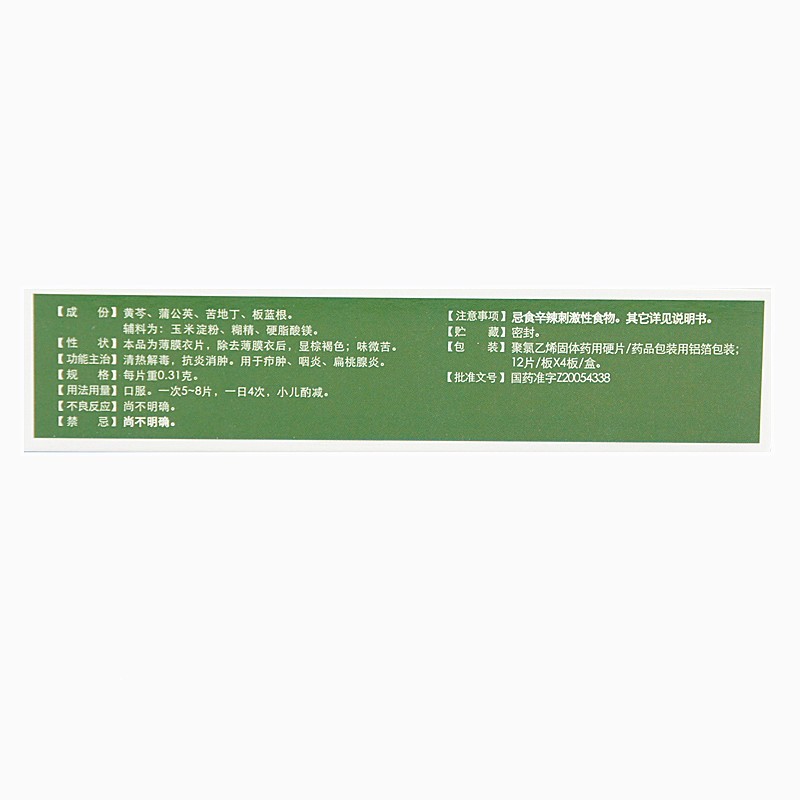 【成 份】黄芩、蒲公英、苦地丁、板蓝根。
辅料为：玉米淀粉、糊精、硬脂酸镁。
【性 状】本品为薄膜衣片，除去薄膜衣后，显棕褐色；味微苦。
【功能主治】清热解毒，抗炎消肿。用于疖肿、咽炎、扁桃腺炎。
【规 格】每片重0.31克。
【用法用量】口服。一次5~8片，一日4次，小儿酌减。
【不良反应】尚不明确。
【禁 忌】尚不明确。
【注意事项】忌食辛辣刺激性食物。其它详见说明书。
【贮 藏】密封。
【包 装】聚氯乙烯固体药用硬片/药品包装用铝箔包装；
12片/板X4板/盒。
【批准文号】国药准字Z20054338